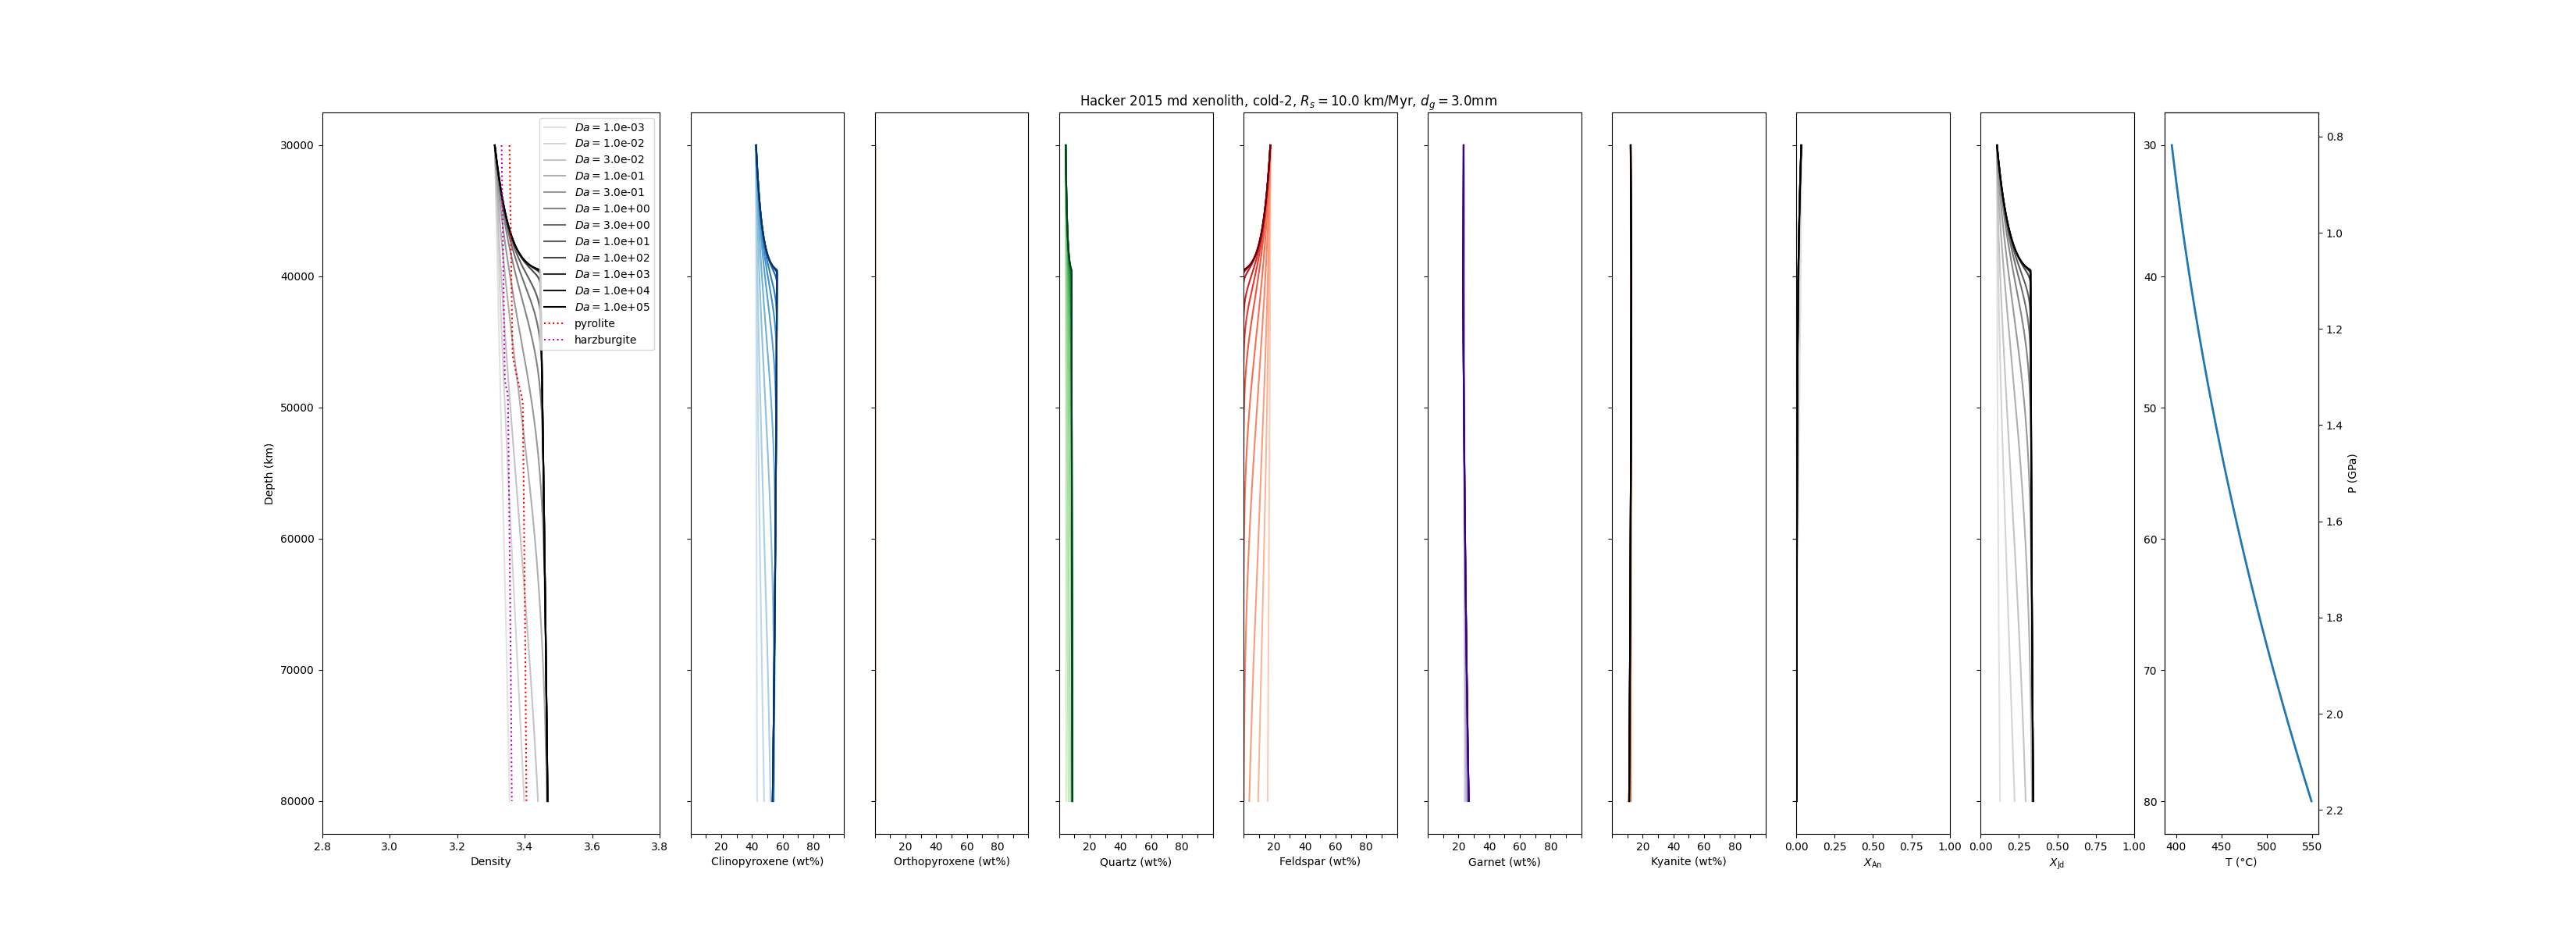 Hacker 2015 md xenolith, cold-2, R_s = 10.0 km/Myr, d_g = 3.0mm
Da = 1.0e-03
Da = 1.0e-02
Da = 3.0e-02
Da = 1.0e-01
Da = 3.0e-01
Da = 1.0e+00
Da = 3.0e+00
Da = 1.0e+01
Da = 1.0e+02
Da = 1.0e+03
Da = 1.0e+04
Da = 1.0e+05
pyrolite
harzburgite
Depth (km)
30000
40000
50000
60000
70000
80000
2.8 3.0 3.2 3.4 3.6 3.8
Density
20 40 60 80
Clinopyroxene (wt%)
20 40 60 80
Orthopyroxene (wt%)
20 40 60 80
Quartz (wt%)
20 40 60 80
Feldspar (wt%)
20 40 60 80
Garnet (wt%)
20 40 60 80
Kyanite (wt%)
0.00 0.25 0.50 0.75 1.00
X_An
0.00 0.25 0.50 0.75 1.00
X_Jd
30
40
50
60
70
80
400 450 500 550
T (°C)
0.8
1.0
1.2
1.4
1.6
1.8
2.0
2.2
P (GPa)